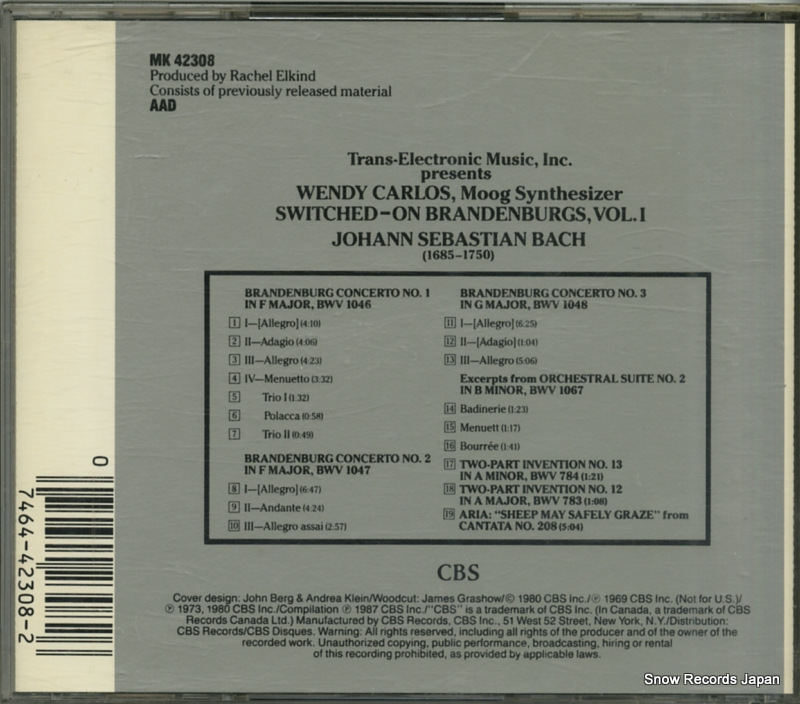 MK 42308
Produced by Rachel Elkind
Consists of previously released material
AAD
Trans-Electronic Music, Inc.
presents
WENDY CARLOS, Moog Synthesizer
SWITCHED-ON BRANDENBURGS, VOL. I
JOHANN SEBASTIAN BACH
(1685-1750)
BRANDENBURG CONCERTO NO. 1
IN F MAJOR, BWV 1046
1 I—[Allegro] (4:10)
2 II—Adagio (4:06)
3 III—Allegro (4:23)
4 IV—Menuetto (3:32)
5 Trio I (1:32)
6 Polacca (0:58)
7 Trio II (0:49)
BRANDENBURG CONCERTO NO. 2
IN F MAJOR, BWV 1047
8 I—[Allegro] (6:47)
9 II—Andante (4:24)
10 III—Allegro assai (2:57)
BRANDENBURG CONCERTO NO. 3
IN G MAJOR, BWV 1048
11 I—[Allegro] (6:25)
12 II—[Adagio] (1:04)
13 III—Allegro (5:06)
Excerpts from ORCHESTRAL SUITE NO. 2
IN B MINOR, BWV 1067
14 Badinerie (1:23)
15 Menuett (1:17)
16 Bourrée (1:41)
17 TWO-PART INVENTION NO. 13
IN A MINOR, BWV 784 (1:21)
18 TWO-PART INVENTION NO. 12
IN A MAJOR, BWV 783 (1:08)
19 ARIA: "SHEEP MAY SAFELY GRAZE" from
CANTATA NO. 208 (5:04)
CBS
Cover design: John Berg & Andrea Klein/Woodcut: James Grashow/© 1980 CBS Inc./℗ 1969 CBS Inc. (Not for U.S.)/
℗ 1973, 1980 CBS Inc./Compilation ℗ 1987 CBS Inc./"CBS" is a trademark of CBS Inc. (In Canada, a trademark of CBS
Records Canada Ltd.) Manufactured by CBS Records, CBS Inc., 51 West 52 Street, New York, N.Y./Distribution:
CBS Records/CBS Disques. Warning: All rights reserved, including all rights of the producer and of the owner of the
recorded work. Unauthorized copying, public performance, broadcasting, hiring or rental
of this recording prohibited, as provided by applicable laws.
0
7464-42308-2
Snow Records Japan